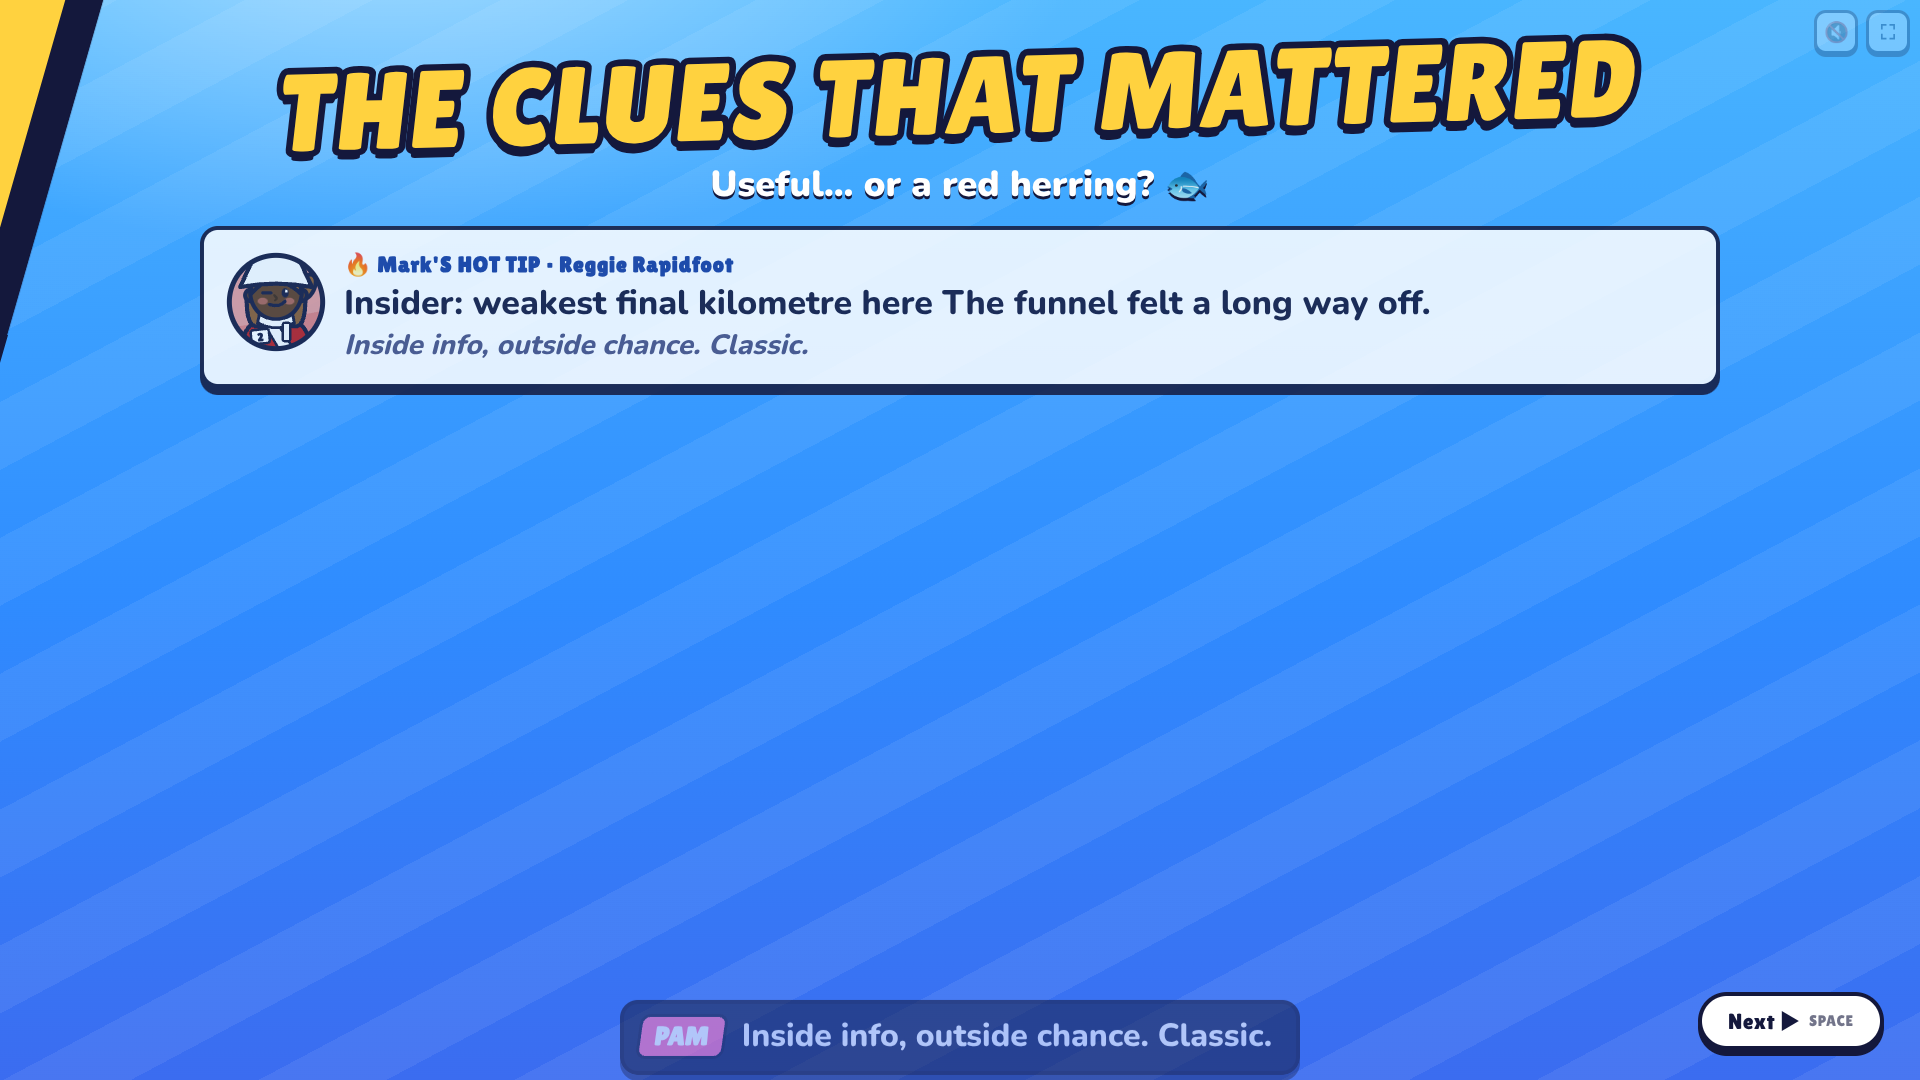 THE CLUES THAT MATTERED
Useful... or a red herring? 🐟
🔥 Mark'S HOT TIP · Reggie Rapidfoot
Insider: weakest final kilometre here The funnel felt a long way off.
Inside info, outside chance. Classic.
2
PAM Inside info, outside chance. Classic.
Next ▶ SPACE